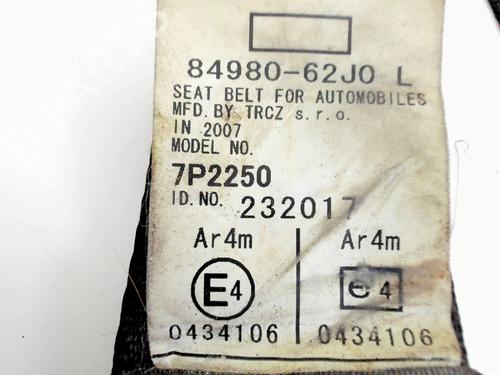 84980-62J0 L
SEAT BELT FOR AUTOMOBILES
MFD. BY TRCZ s.r.o.
IN 2007
MODEL NO.
7P2250
ID. NO. 232017
Ar4m Ar4m
E4 e4
0434106 0434106